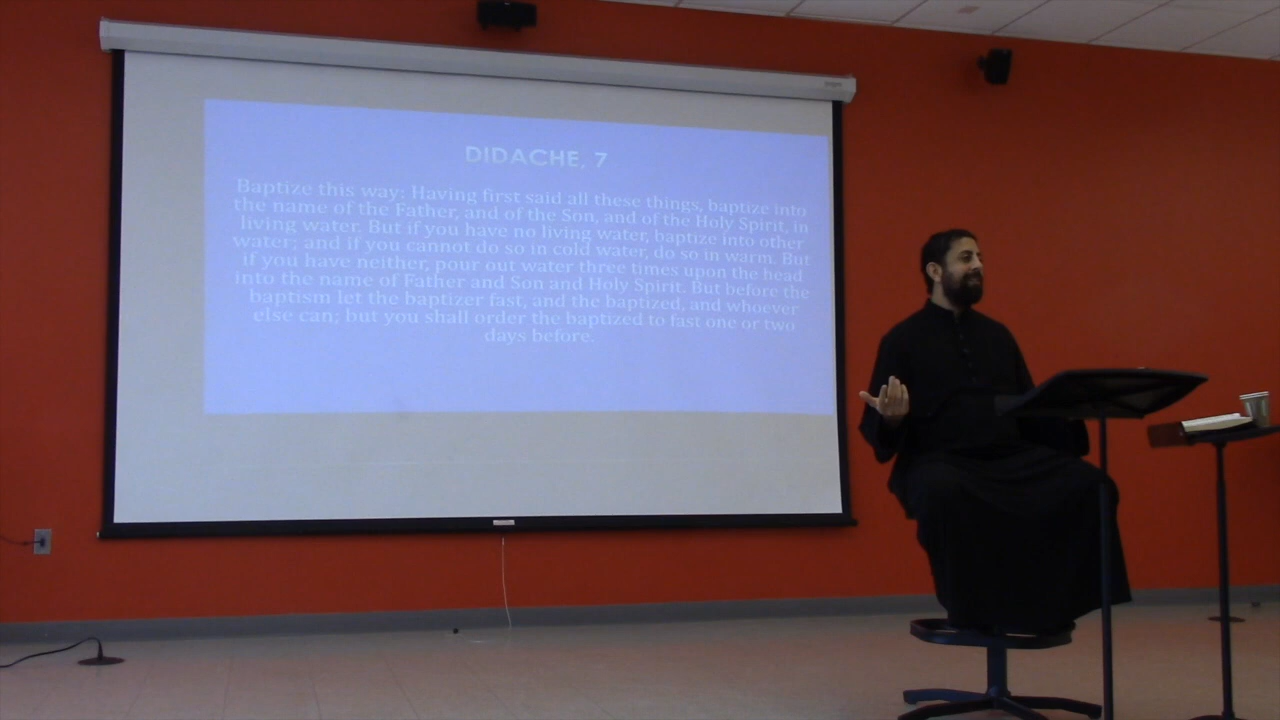 DIDACHE, 7
Baptize this way: Having first said all these things, baptize into
the name of the Father, and of the Son, and of the Holy Spirit, in
living water. But if you have no living water, baptize into other
water; and if you cannot do so in cold water, do so in warm. But
if you have neither, pour out water three times upon the head
into the name of Father and Son and Holy Spirit. But before the
baptism let the baptizer fast, and the baptized, and whoever
else can; but you shall order the baptized to fast one or two
days before.